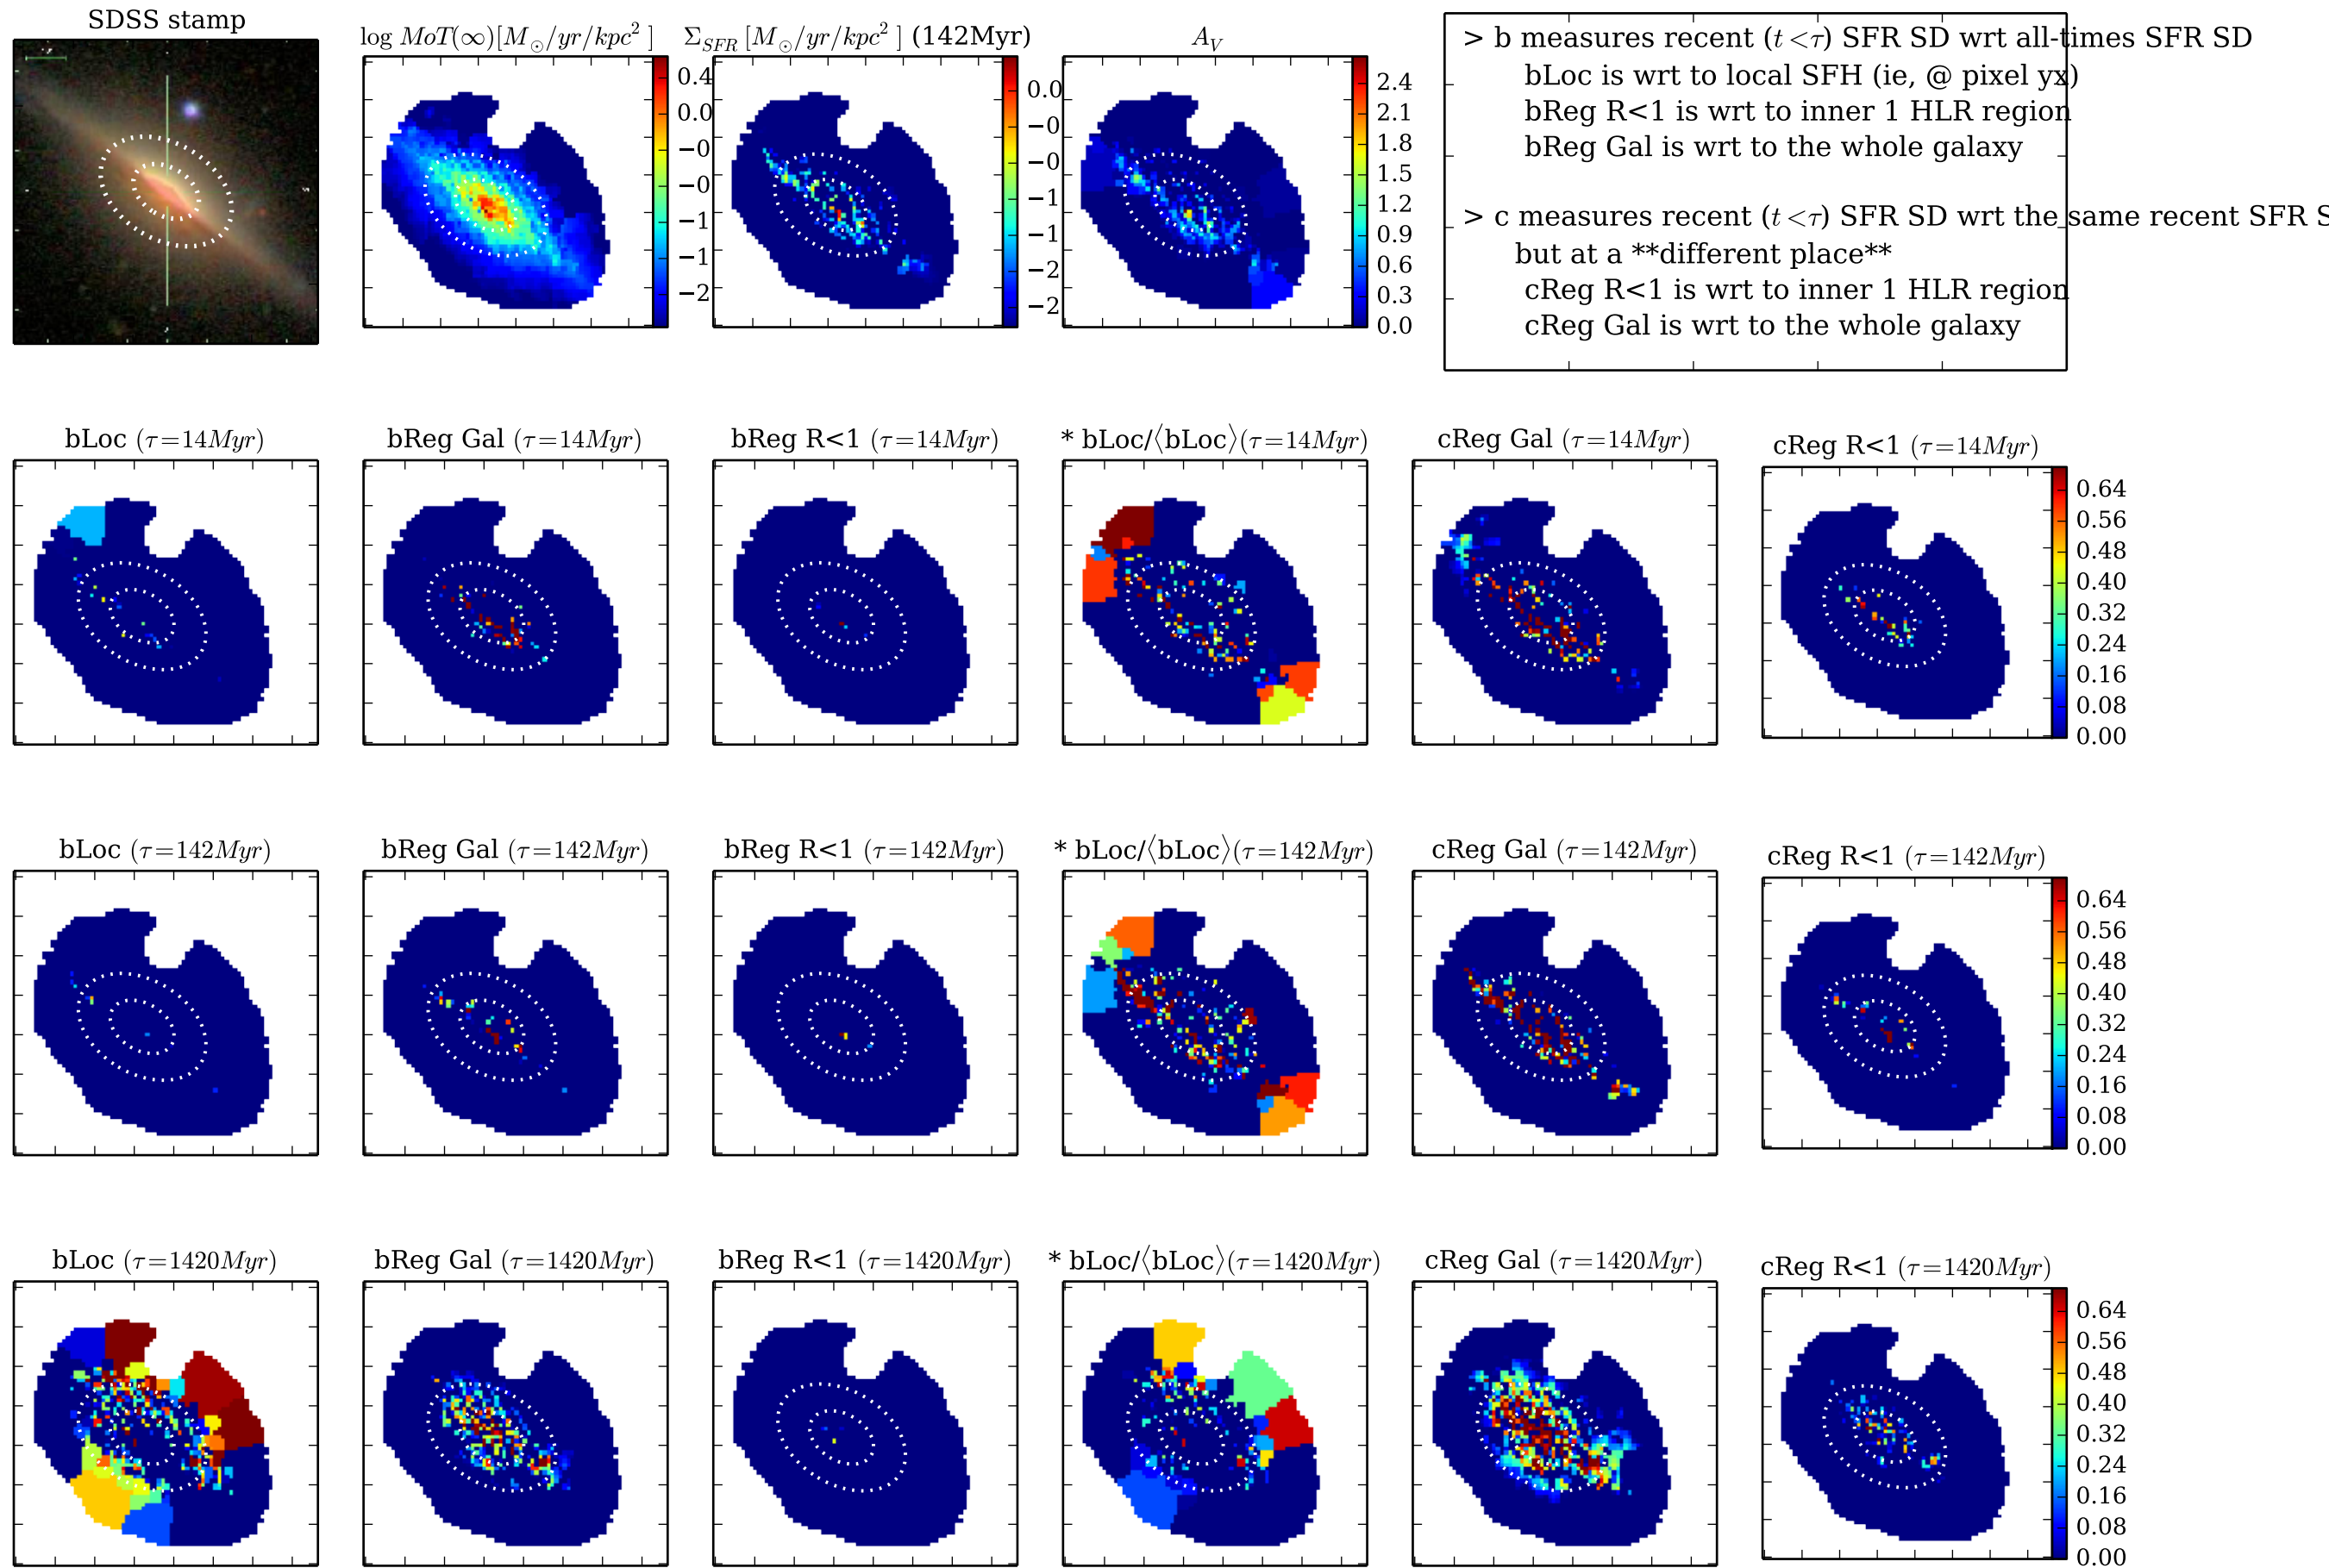 SDSS stamp
log MoT(∞)[M⊙/yr/kpc²]
Σ_SFR [M⊙/yr/kpc²] (142Myr)
A_V
0.4
0.0
−0
−0
−1
−1
−2
0.0
−0
−0
−1
−1
−2
−2
2.4
2.1
1.8
1.5
1.2
0.9
0.6
0.3
0.0
> b measures recent (t<τ) SFR SD wrt all-times SFR SD
bLoc is wrt to local SFH (ie, @ pixel yx)
bReg R<1 is wrt to inner 1 HLR region
bReg Gal is wrt to the whole galaxy
> c measures recent (t<τ) SFR SD wrt the same recent SFR S
but at a **different place**
cReg R<1 is wrt to inner 1 HLR region
cReg Gal is wrt to the whole galaxy
bLoc (τ=14Myr)
bReg Gal (τ=14Myr)
bReg R<1 (τ=14Myr)
* bLoc/⟨bLoc⟩(τ=14Myr)
cReg Gal (τ=14Myr)
cReg R<1 (τ=14Myr)
0.64
0.56
0.48
0.40
0.32
0.24
0.16
0.08
0.00
bLoc (τ=142Myr)
bReg Gal (τ=142Myr)
bReg R<1 (τ=142Myr)
* bLoc/⟨bLoc⟩(τ=142Myr)
cReg Gal (τ=142Myr)
cReg R<1 (τ=142Myr)
0.64
0.56
0.48
0.40
0.32
0.24
0.16
0.08
0.00
bLoc (τ=1420Myr)
bReg Gal (τ=1420Myr)
bReg R<1 (τ=1420Myr)
* bLoc/⟨bLoc⟩(τ=1420Myr)
cReg Gal (τ=1420Myr)
cReg R<1 (τ=1420Myr)
0.64
0.56
0.48
0.40
0.32
0.24
0.16
0.08
0.00